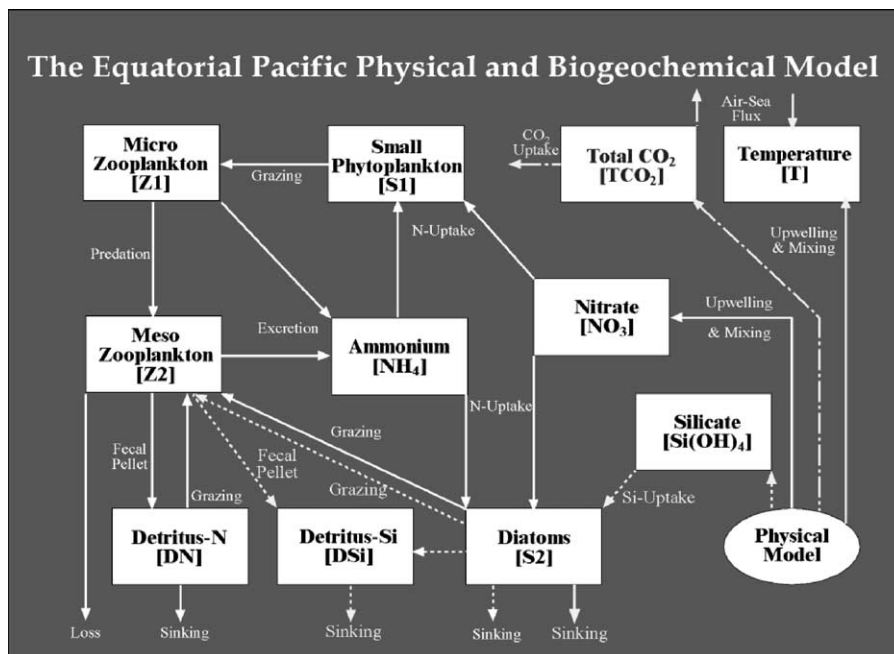 The Equatorial Pacific Physical and Biogeochemical Model
Micro
Zooplankton
[Z1]
Grazing
Small
Phytoplankton
[S1]
CO₂
Uptake
Total CO₂
[TCO₂]
Air-Sea
Flux
Temperature
[T]
Predation
N-Uptake
Upwelling
& Mixing
Meso
Zooplankton
[Z2]
Excretion
Ammonium
[NH₄]
Nitrate
[NO₃]
Upwelling
& Mixing
N-Uptake
Silicate
[Si(OH)₄]
Fecal
Pellet
Grazing
Fecal
Pellet
Grazing
Grazing
Si-Uptake
Detritus-N
[DN]
Detritus-Si
[DSi]
Diatoms
[S2]
Physical
Model
Loss
Sinking
Sinking
Sinking
Sinking